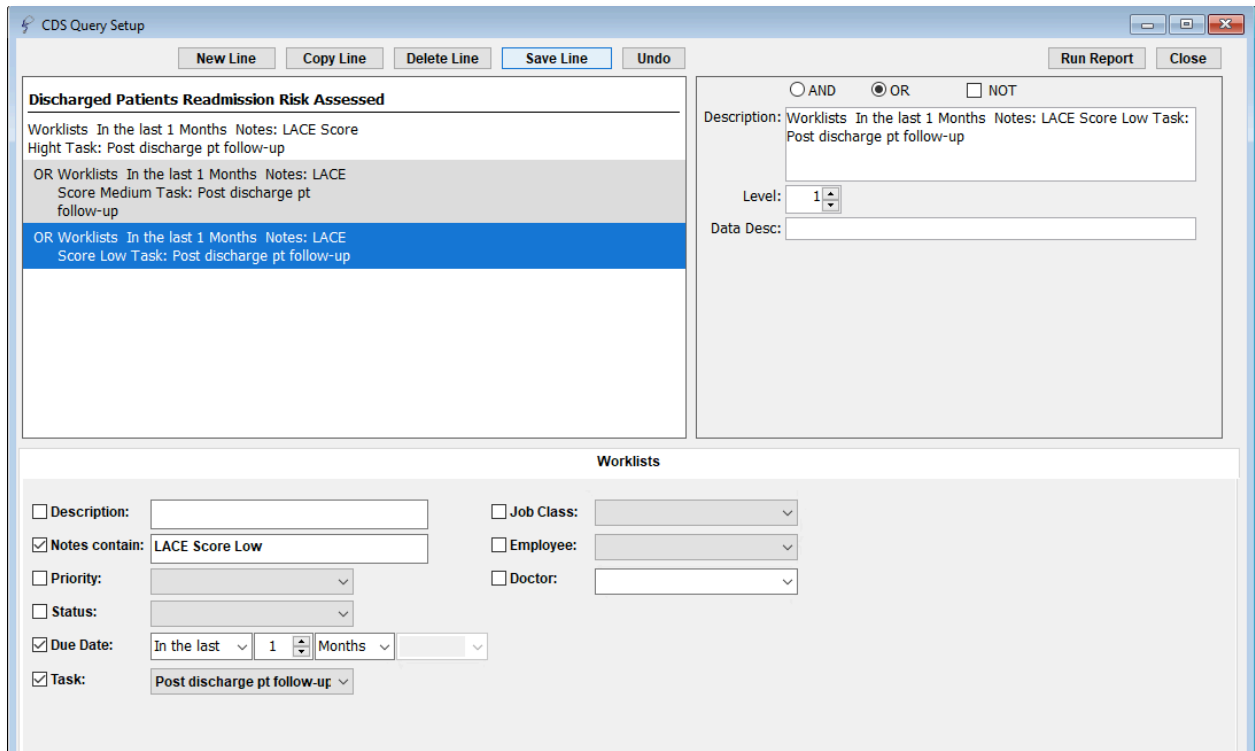 CDS Query Setup
New Line Copy Line Delete Line Save Line Undo Run Report Close
Discharged Patients Readmission Risk Assessed
Worklists In the last 1 Months Notes: LACE Score
Hight Task: Post discharge pt follow-up
OR Worklists In the last 1 Months Notes: LACE
Score Medium Task: Post discharge pt
follow-up
OR Worklists In the last 1 Months Notes: LACE
Score Low Task: Post discharge pt follow-up
AND OR NOT
Description: Worklists In the last 1 Months Notes: LACE Score Low Task:
Post discharge pt follow-up
Level: 1
Data Desc:
Worklists
Description: Job Class:
Notes contain: LACE Score Low Employee:
Priority: Doctor:
Status:
Due Date: In the last 1 Months
Task: Post discharge pt follow-up